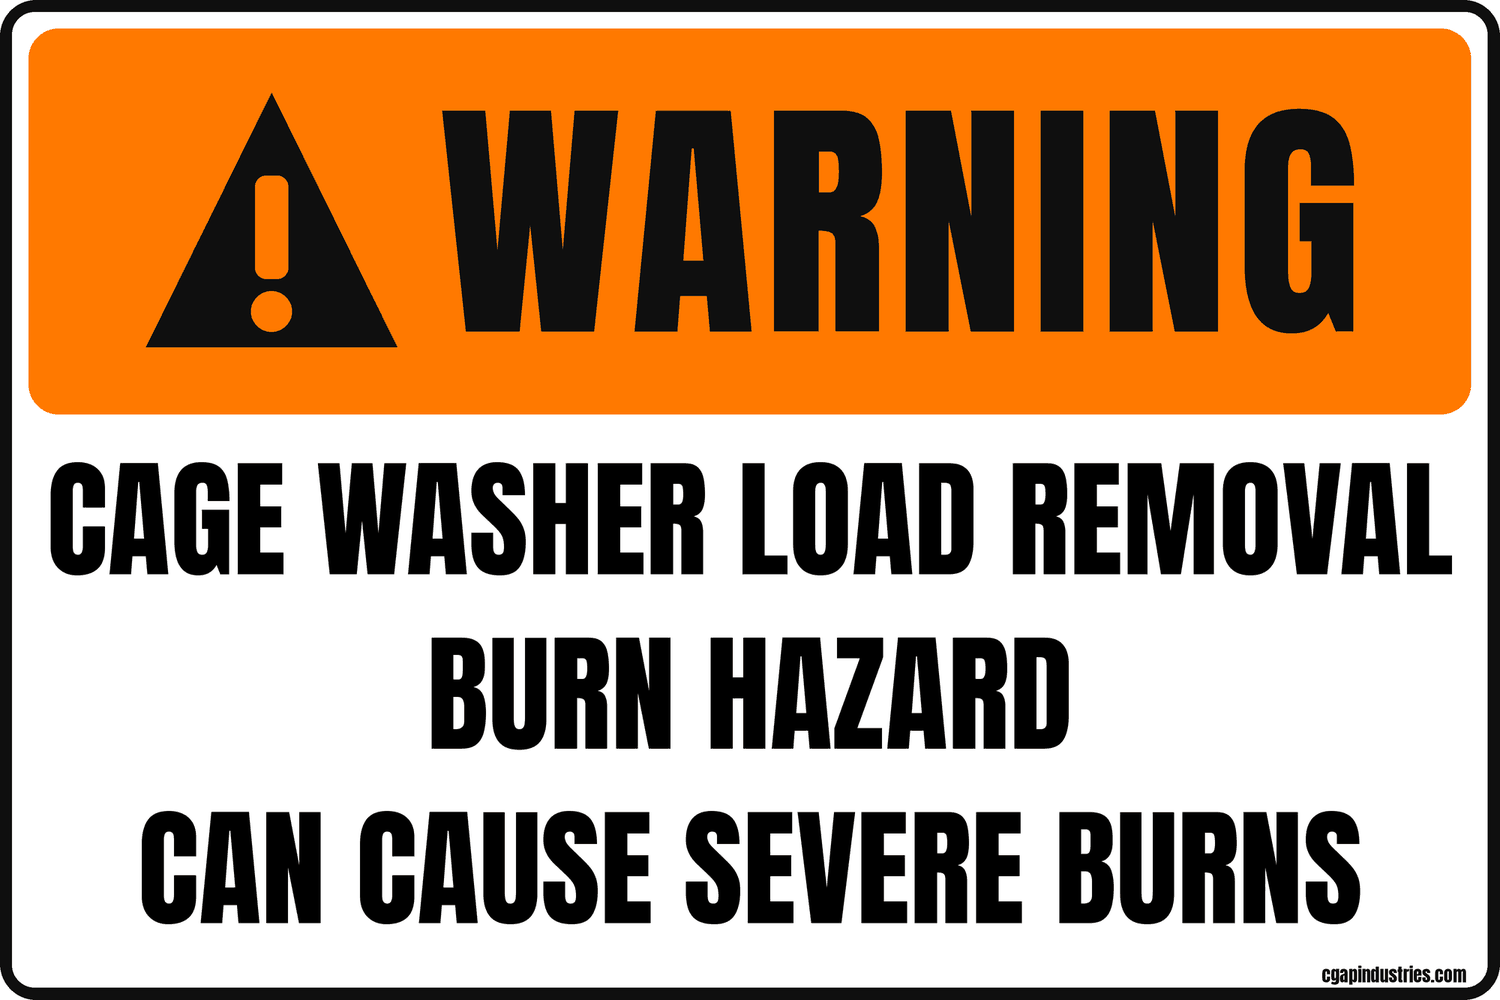 WARNING
CAGE WASHER LOAD REMOVAL
BURN HAZARD
CAN CAUSE SEVERE BURNS
cgapindustries.com